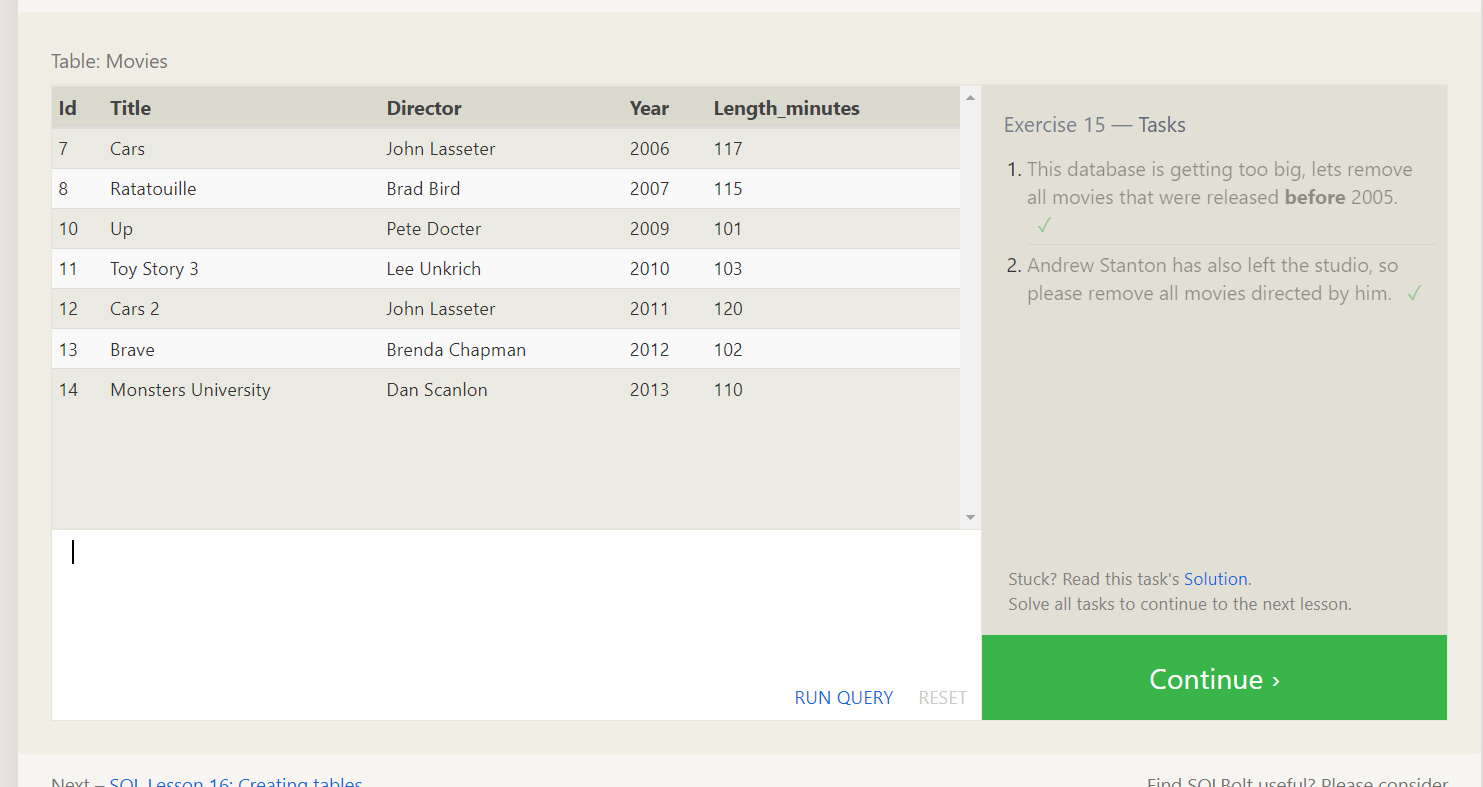 Table: Movies
Id Title Director Year Length_minutes
7 Cars John Lasseter 2006 117
8 Ratatouille Brad Bird 2007 115
10 Up Pete Docter 2009 101
11 Toy Story 3 Lee Unkrich 2010 103
12 Cars 2 John Lasseter 2011 120
13 Brave Brenda Chapman 2012 102
14 Monsters University Dan Scanlon 2013 110
RUN QUERY RESET
Exercise 15 — Tasks
1. This database is getting too big, lets remove
all movies that were released before 2005.
✓
2. Andrew Stanton has also left the studio, so
please remove all movies directed by him. ✓
Stuck? Read this task's Solution.
Solve all tasks to continue to the next lesson.
Continue ›
Next – SQL Lesson 16: Creating tables
Find SQLBolt useful? Please consider